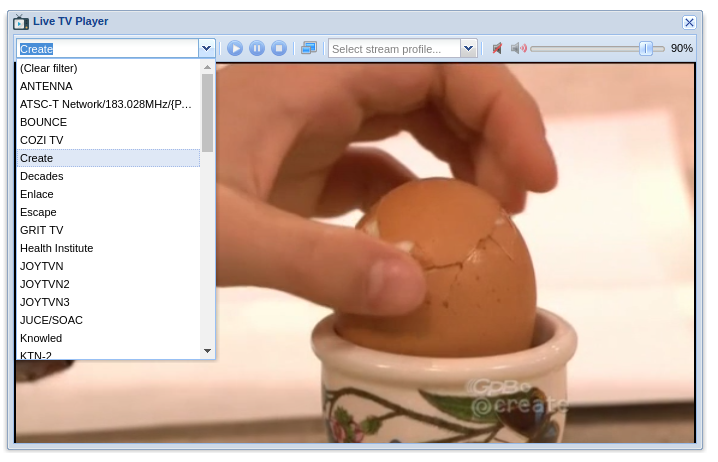 Live TV Player
Create
Select stream profile...
90%
(Clear filter)
ANTENNA
ATSC-T Network/183.028MHz/{P...
BOUNCE
COZI TV
Create
Decades
Enlace
Escape
GRIT TV
Health Institute
JOYTVN
JOYTVN2
JOYTVN3
JUCE/SOAC
Knowled
KTN-2
GPB
create